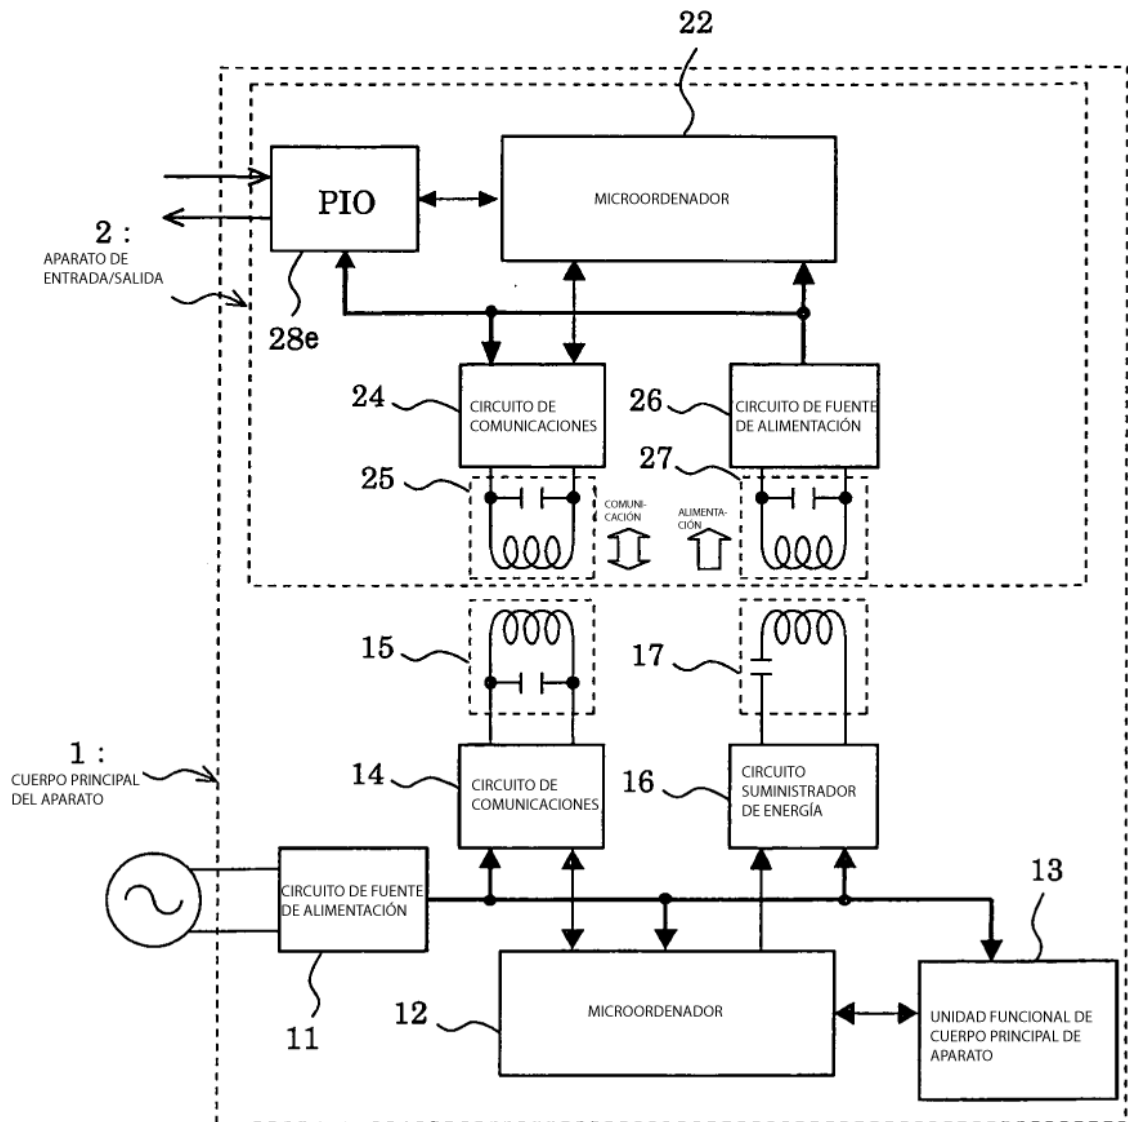 22
PIO
MICROORDENADOR
2 :
APARATO DE
ENTRADA/SALIDA
28e
24
CIRCUITO DE
COMUNICACIONES
26
CIRCUITO DE FUENTE
DE ALIMENTACIÓN
25
COMUNI-
CACIÓN
ALIMENTA-
CIÓN
27
15
17
1 :
CUERPO PRINCIPAL
DEL APARATO
14
CIRCUITO DE
COMUNICACIONES
16
CIRCUITO
SUMINISTRADOR
DE ENERGÍA
CIRCUITO DE FUENTE
DE ALIMENTACIÓN
11
13
12
MICROORDENADOR
UNIDAD FUNCIONAL DE
CUERPO PRINCIPAL DE
APARATO